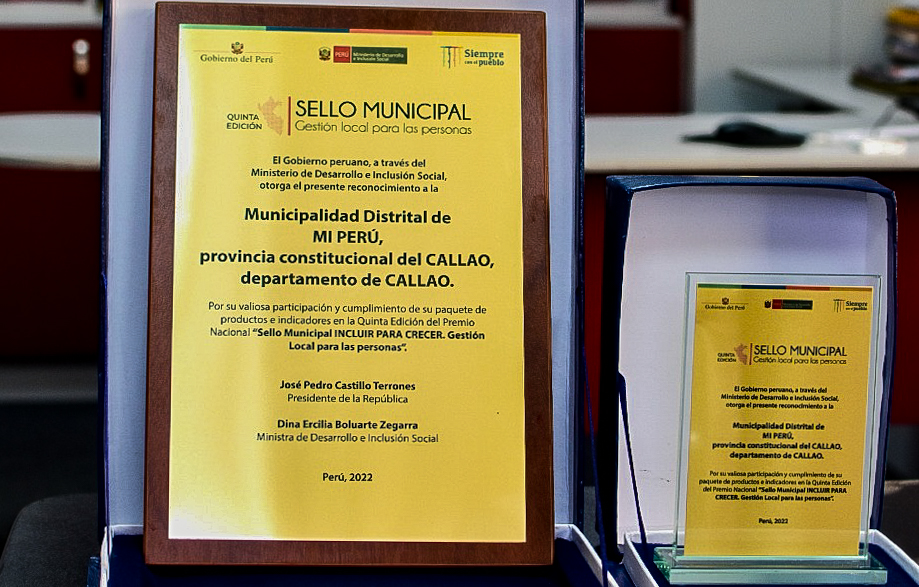 Gobierno del Perú
PERÚ
Ministerio de Desarrollo
e Inclusión Social
Siempre
con el pueblo
QUINTA
EDICIÓN
SELLO MUNICIPAL
Gestión local para las personas
El Gobierno peruano, a través del
Ministerio de Desarrollo e Inclusión Social,
otorga el presente reconocimiento a la
Municipalidad Distrital de
MI PERÚ,
provincia constitucional del CALLAO,
departamento de CALLAO.
Por su valiosa participación y cumplimiento de su paquete de
productos e indicadores en la Quinta Edición del Premio
Nacional “Sello Municipal INCLUIR PARA CRECER. Gestión
Local para las personas”.
José Pedro Castillo Terrones
Presidente de la República
Dina Ercilia Boluarte Zegarra
Ministra de Desarrollo e Inclusión Social
Perú, 2022
Gobierno del Perú
Siempre
con el pueblo
QUINTA
EDICIÓN
SELLO MUNICIPAL
Gestión local para las personas
El Gobierno peruano, a través del
Ministerio de Desarrollo e Inclusión Social,
otorga el presente reconocimiento a la
Municipalidad Distrital de
MI PERÚ,
provincia constitucional del CALLAO,
departamento de CALLAO.
Por su valiosa participación y cumplimiento de su
paquete de productos e indicadores en la Quinta Edición
del Premio Nacional “Sello Municipal INCLUIR PARA
CRECER. Gestión Local para las personas”.
Perú, 2022